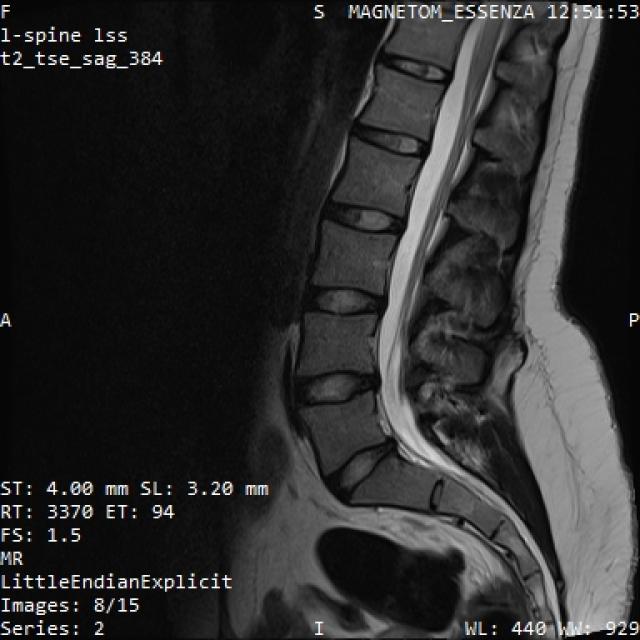 F
S MAGNETOM_ESSENZA 12:51:53
l-spine lss
t2_tse_sag_384
A
P
ST: 4.00 mm SL: 3.20 mm
RT: 3370 ET: 94
FS: 1.5
MR
LittleEndianExplicit
Images: 8/15
Series: 2
I
WL: 440 WW: 929